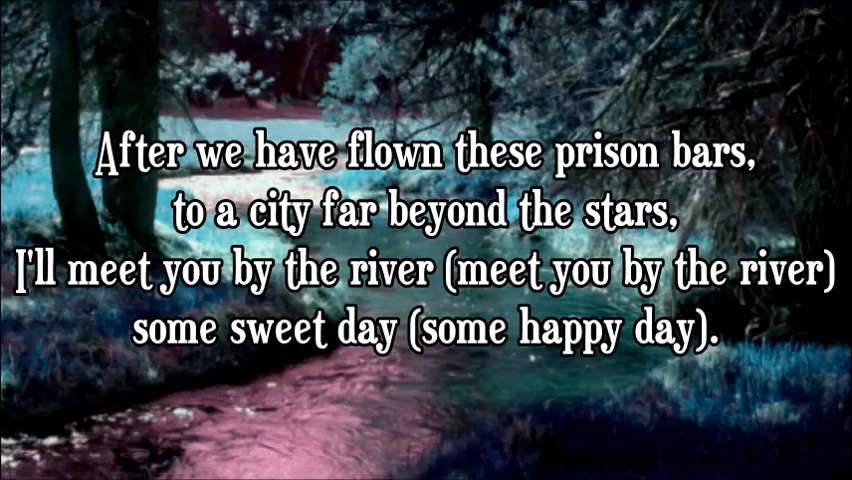 After we have flown these prison bars,
to a city far beyond the stars,
I'll meet you by the river (meet you by the river)
some sweet day (some happy day).